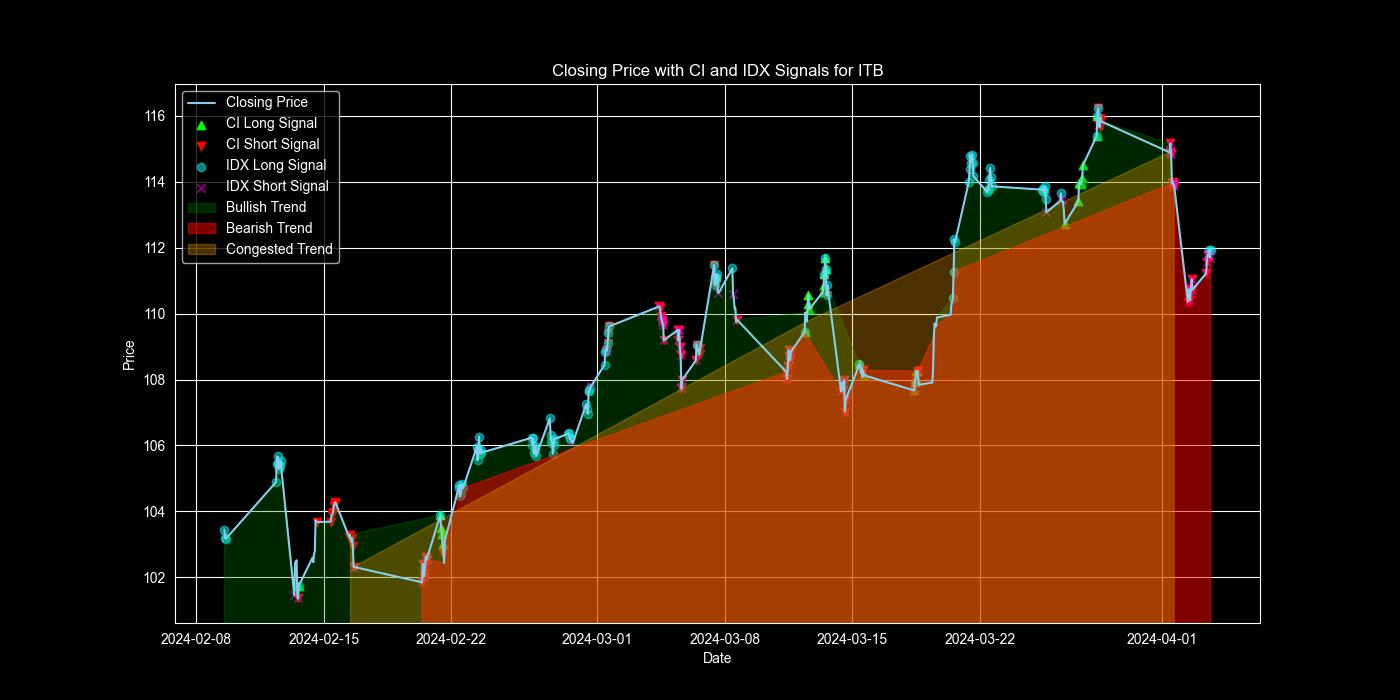 Closing Price with CI and IDX Signals for ITB
Closing Price
CI Long Signal
CI Short Signal
IDX Long Signal
IDX Short Signal
Bullish Trend
Bearish Trend
Congested Trend
116
114
112
110
108
106
104
102
Price
2024-02-08 2024-02-15 2024-02-22 2024-03-01 2024-03-08 2024-03-15 2024-03-22 2024-04-01
Date